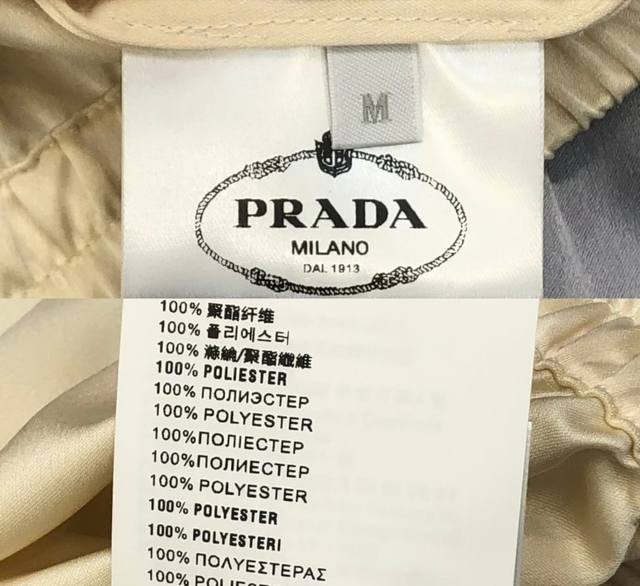 M
PRADA
MILANO
DAL 1913
100% 聚酯纤维
100% 폴리에스터
100% 滌綸/聚酯纖維
100% POLIESTER
100% ПОЛИЭСТЕР
100% POLYESTER
100%ПОЛІЕСТЕР
100%ПОЛИЕСТЕР
100% POLYESTER
100% POLYESTER
100% POLYESTERI
100% ΠΟΛΥΕΣΤΕΡΑΣ
100% POLIESTER